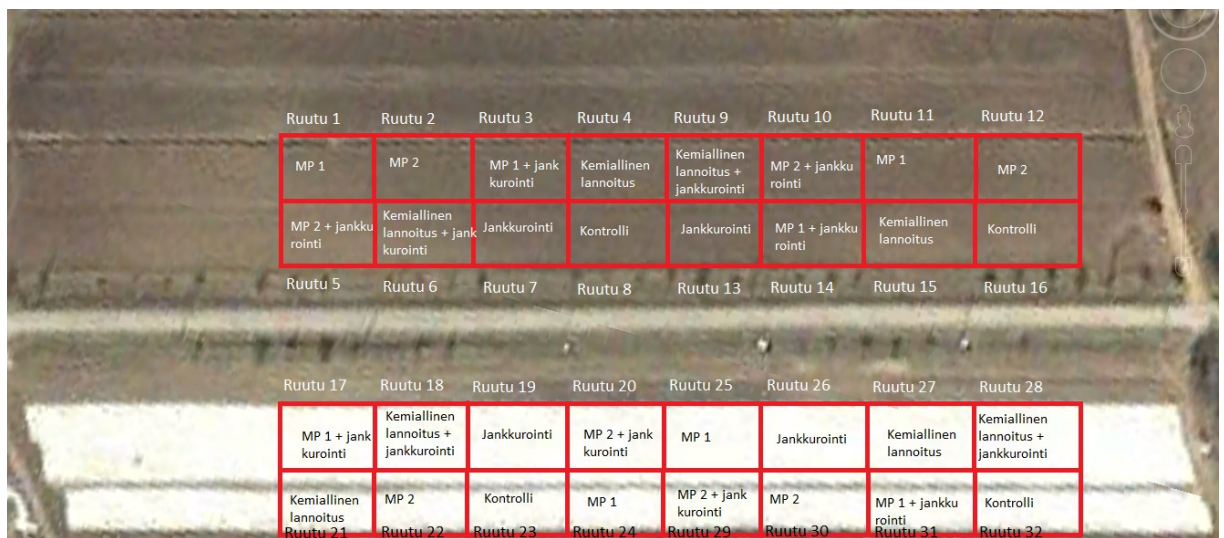 Ruutu 1 Ruutu 2 Ruutu 3 Ruutu 4 Ruutu 9 Ruutu 10 Ruutu 11 Ruutu 12
MP 1
MP 2
MP 1 + jank
kurointi
Kemiallinen
lannoitus
Kemiallinen
lannoitus +
jankkurointi
MP 2 + jankku
rointi
MP 1
MP 2
MP 2 + jankku
rointi
Kemiallinen
lannoitus + jank
kurointi
Jankkurointi
Kontrolli
Jankkurointi
MP 1 + jankku
rointi
Kemiallinen
lannoitus
Kontrolli
Ruutu 5 Ruutu 6 Ruutu 7 Ruutu 8 Ruutu 13 Ruutu 14 Ruutu 15 Ruutu 16
Ruutu 17 Ruutu 18 Ruutu 19 Ruutu 20 Ruutu 25 Ruutu 26 Ruutu 27 Ruutu 28
MP 1 + jank
kurointi
Kemiallinen
lannoitus +
jankkurointi
Jankkurointi
MP 2 + jank
kurointi
MP 1
Jankkurointi
Kemiallinen
lannoitus
Kemiallinen
lannoitus +
jankkurointi
Kemiallinen
lannoitus
MP 2
Kontrolli
MP 1
MP 2 + jank
kurointi
MP 2
MP 1 + jankku
rointi
Kontrolli
Ruutu 21 Ruutu 22 Ruutu 23 Ruutu 24 Ruutu 29 Ruutu 30 Ruutu 31 Ruutu 32